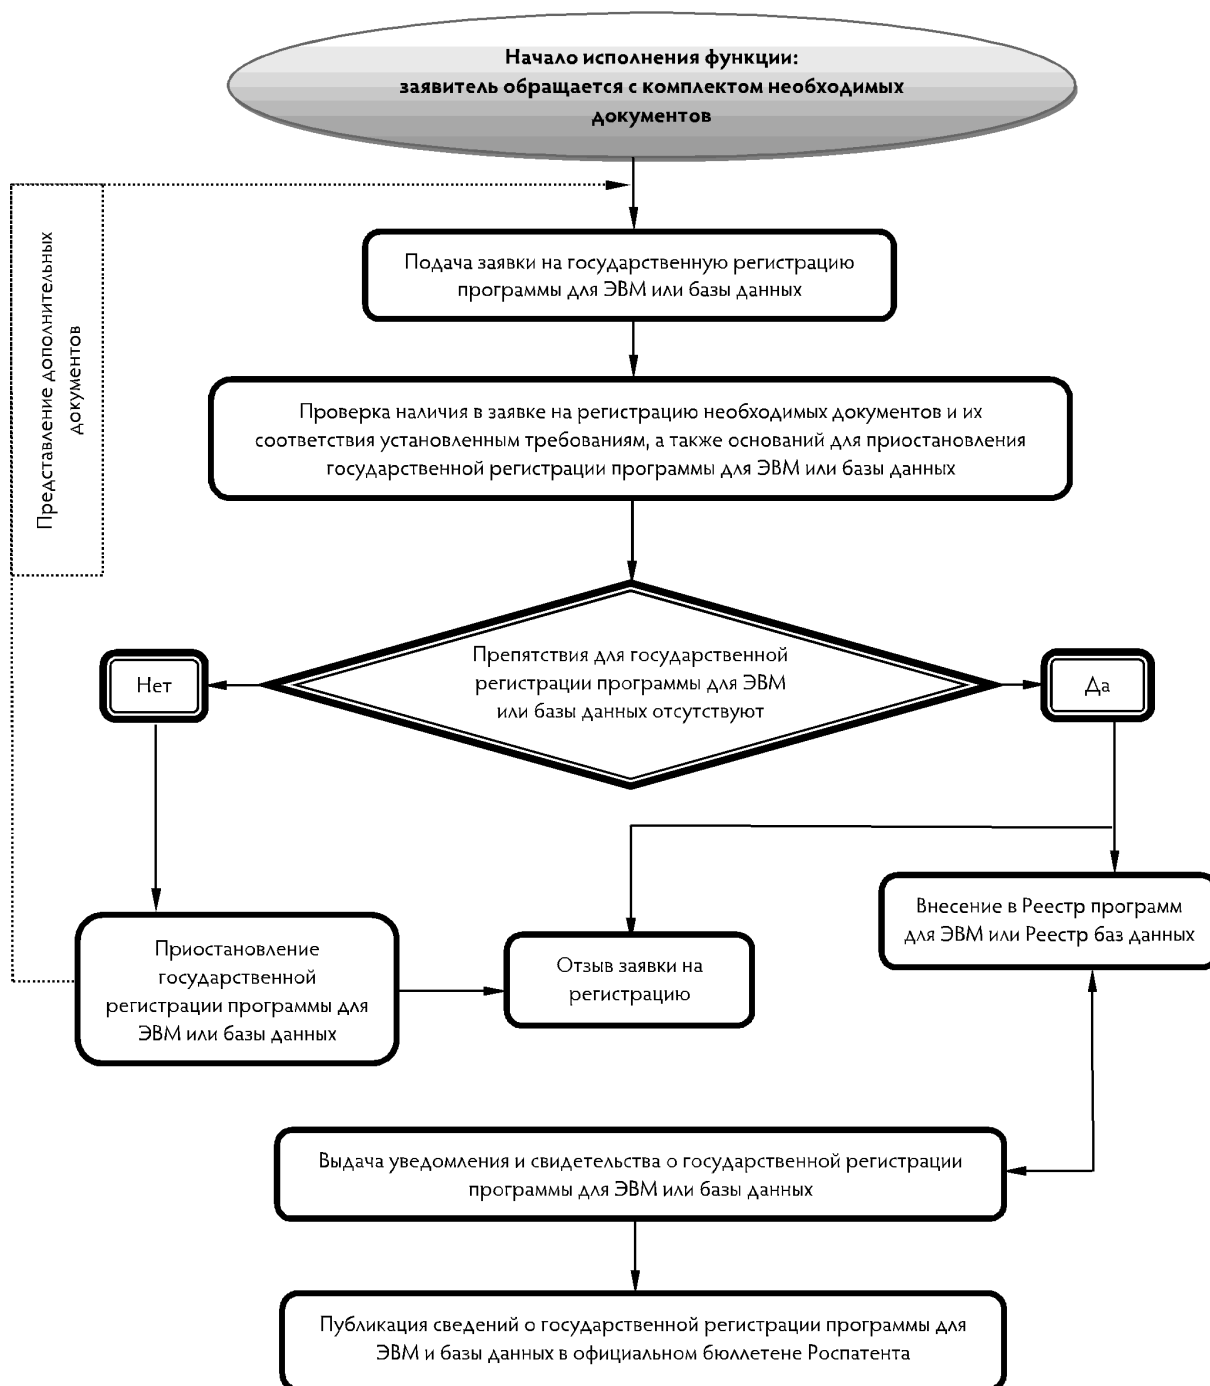 Начало исполнения функции:
заявитель обращается с комплектом необходимых
документов
Представление дополнительных
документов
Подача заявки на государственную регистрацию
программы для ЭВМ или базы данных
Проверка наличия в заявке на регистрацию необходимых документов и их
соответствия установленным требованиям, а также оснований для приостановления
государственной регистрации программы для ЭВМ или базы данных
Препятствия для государственной
регистрации программы для ЭВМ
или базы данных отсутствуют
Нет
Да
Внесение в Реестр программ
для ЭВМ или Реестр баз данных
Приостановление
государственной
регистрации программы для
ЭВМ или базы данных
Отзыв заявки на
регистрацию
Выдача уведомления и свидетельства о государственной регистрации
программы для ЭВМ или базы данных
Публикация сведений о государственной регистрации программы для
ЭВМ и базы данных в официальном бюллетене Роспатента